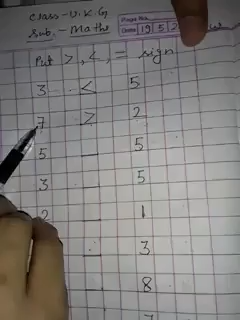 Class - U.K.G
Sub. - Maths
Page No.
Date 19 5 2
Put >, <, = sign
3 < 5
7 > 2
5 _ 5
3 _ 5
2 _ 1
_ 3
_ 8